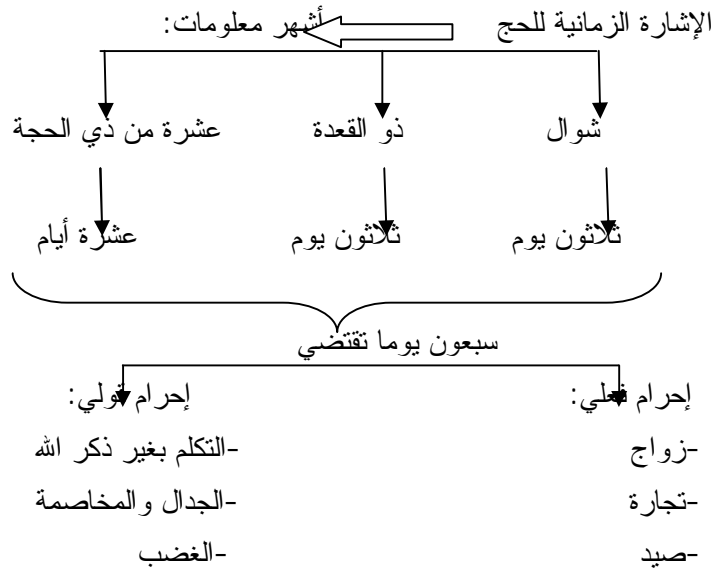 الإشارة الزمانية للحج أشهر معلومات:
شوال ذو القعدة عشرة من ذي الحجة
ثلاثون يوم ثلاثون يوم عشرة أيام
سبعون يوما تقتضي
إحرام فعلي: إحرام قولي:
-زواج -التكلم بغير ذكر الله
-تجارة -الجدال والمخاصمة
-صيد -الغضب